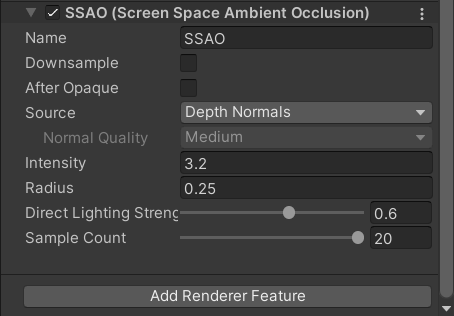 SSAO (Screen Space Ambient Occlusion)
Name SSAO
Downsample
After Opaque
Source Depth Normals
Normal Quality Medium
Intensity 3.2
Radius 0.25
Direct Lighting Streng 0.6
Sample Count 20
Add Renderer Feature